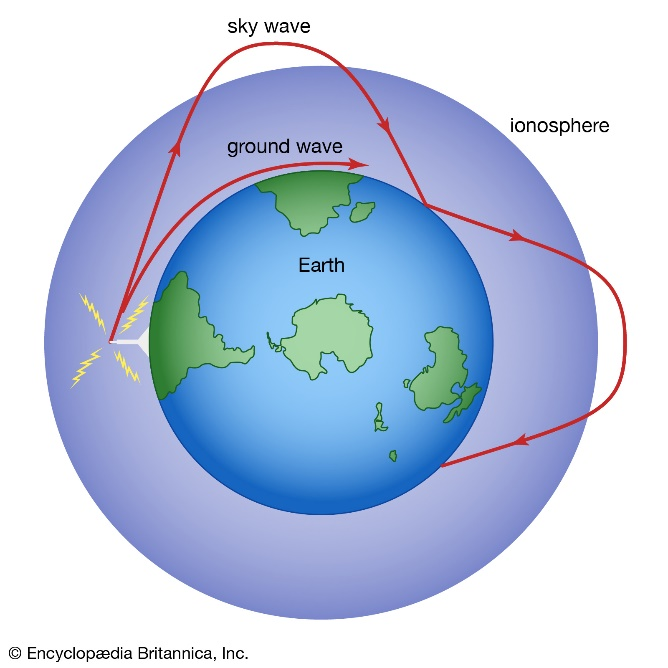 sky wave
ionosphere
ground wave
Earth
© Encyclopædia Britannica, Inc.